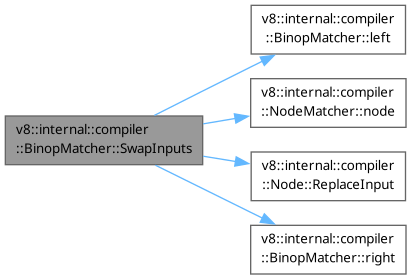 v8::internal::compiler
::BinopMatcher::left
v8::internal::compiler
::NodeMatcher::node
v8::internal::compiler
::BinopMatcher::SwapInputs
v8::internal::compiler
::Node::ReplaceInput
v8::internal::compiler
::BinopMatcher::right